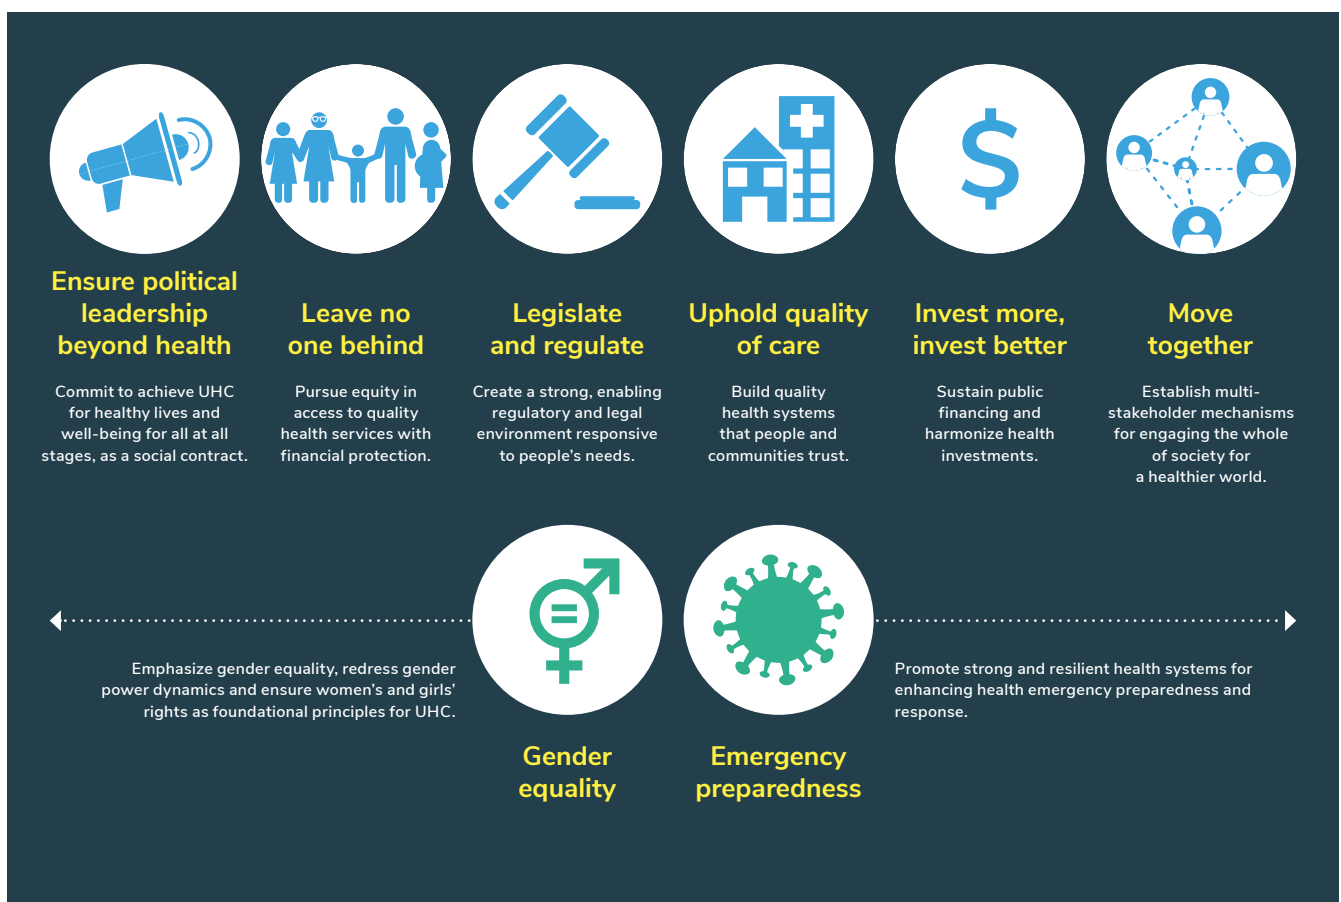 Ensure political
leadership
beyond health
Commit to achieve UHC
for healthy lives and
well-being for all at all
stages, as a social contract.
Leave no
one behind
Pursue equity in
access to quality
health services with
financial protection.
Legislate
and regulate
Create a strong, enabling
regulatory and legal
environment responsive
to people's needs.
Uphold quality
of care
Build quality
health systems
that people and
communities trust.
$
Invest more,
invest better
Sustain public
financing and
harmonize health
investments.
Move
together
Establish multi-
stakeholder mechanisms
for engaging the whole
of society for
a healthier world.
Emphasize gender equality, redress gender
power dynamics and ensure women's and girls'
rights as foundational principles for UHC.
Gender
equality
Promote strong and resilient health systems for
enhancing health emergency preparedness and
response.
Emergency
preparedness